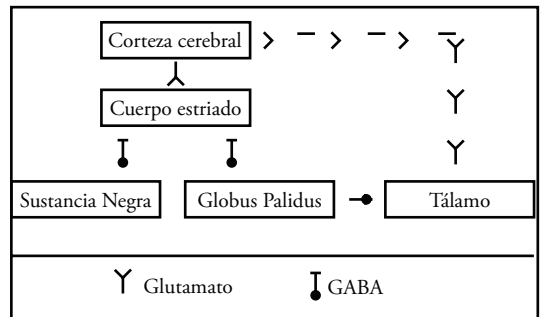 Corteza cerebral
Cuerpo estriado
Sustancia Negra Globus Palidus Tálamo
Glutamato GABA